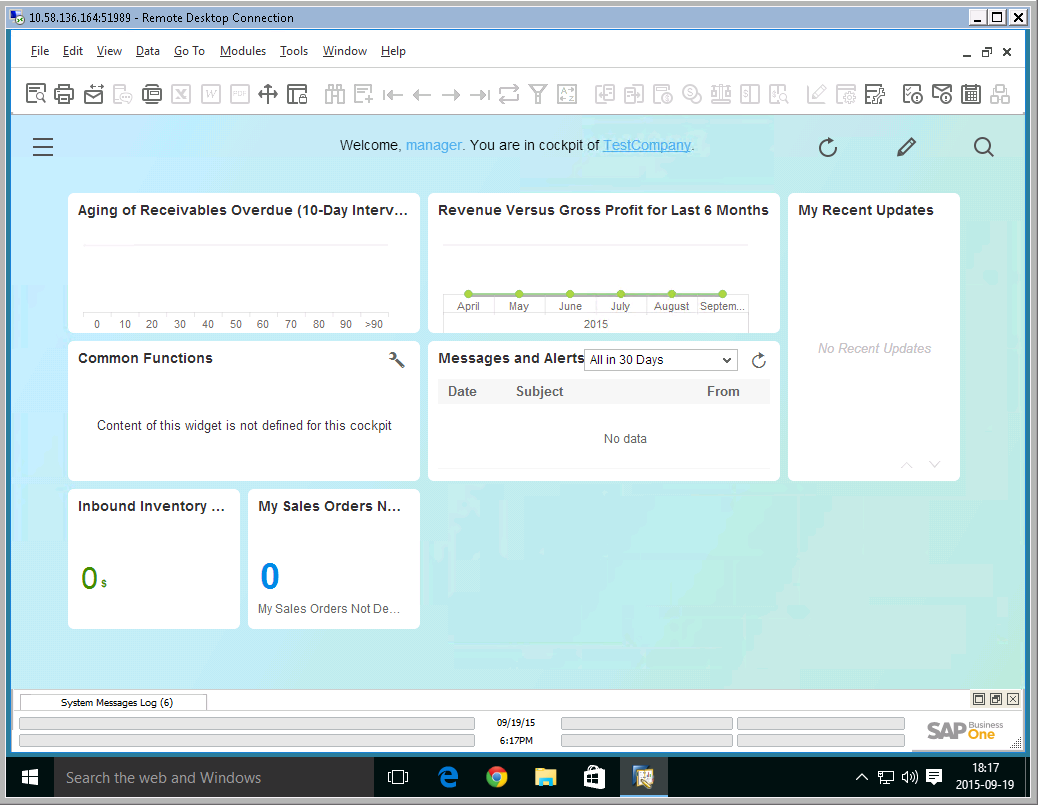 10.58.136.164:51989 - Remote Desktop Connection
File Edit View Data Go To Modules Tools Window Help
Welcome, manager. You are in cockpit of TestCompany.
Aging of Receivables Overdue (10-Day Interv...
0 10 20 30 40 50 60 70 80 90 >90
Revenue Versus Gross Profit for Last 6 Months
April May June July August Septem...
2015
My Recent Updates
No Recent Updates
Common Functions
Content of this widget is not defined for this cockpit
Messages and Alerts All in 30 Days
Date Subject From
No data
Inbound Inventory ...
0 $
My Sales Orders N...
0
My Sales Orders Not De...
System Messages Log (6)
09/19/15
6:17PM
SAP Business One
Search the web and Windows
18:17
2015-09-19